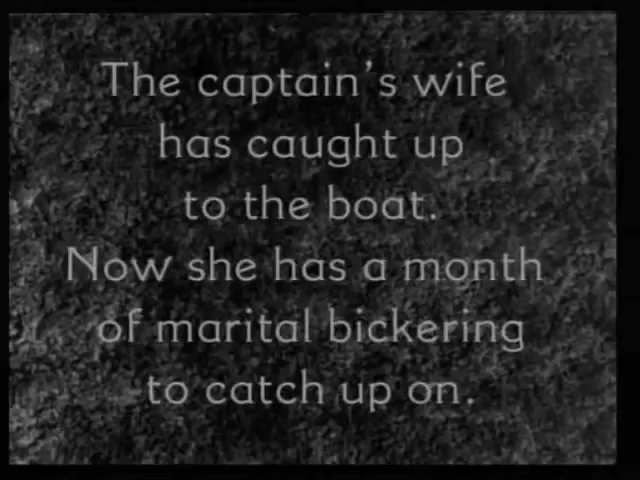 The captain's wife
has caught up
to the boat.
Now she has a month
of marital bickering
to catch up on.